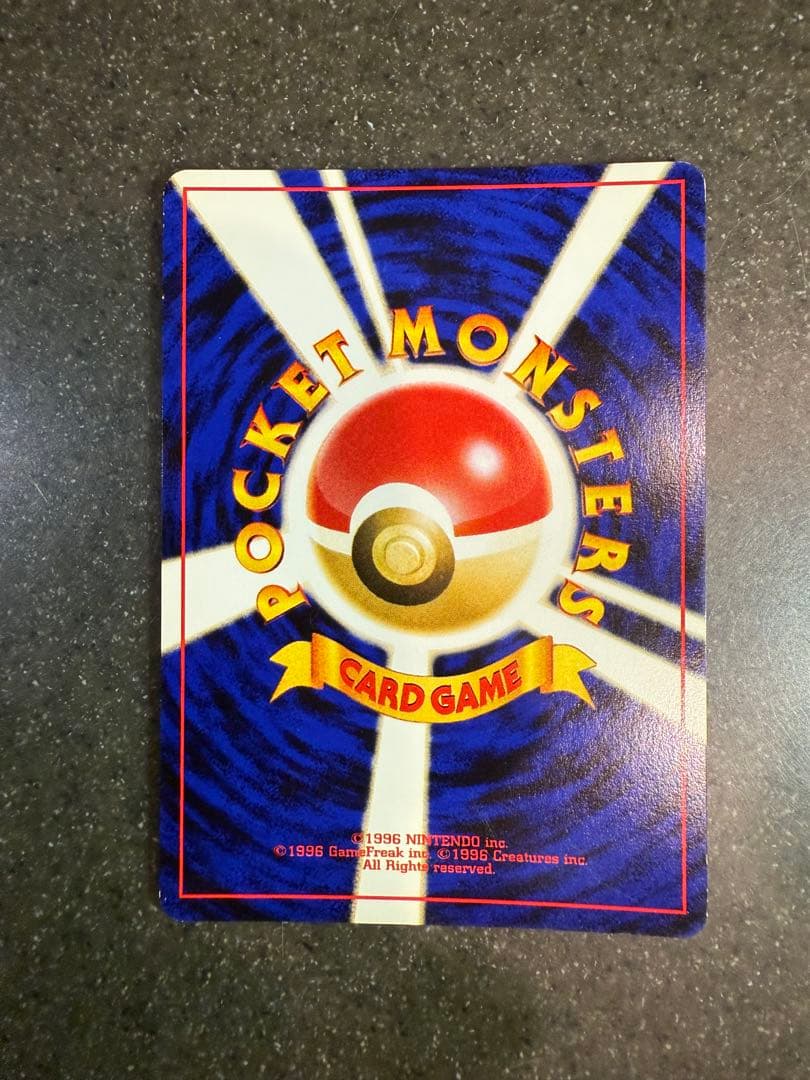 POCKET MONSTERS
CARD GAME
©1996 NINTENDO inc.
©1996 GameFreak inc. ©1996 Creatures inc.
All Rights reserved.